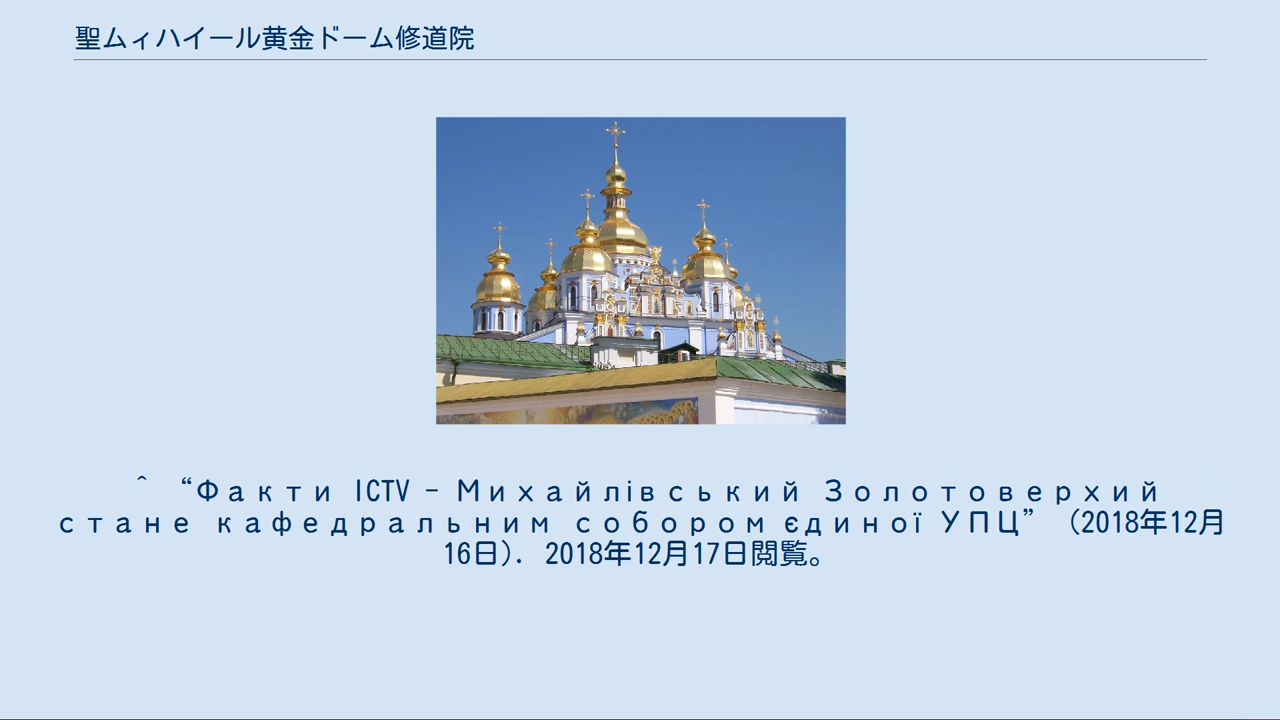 聖ムィハイール黄金ドーム修道院
^ “Факти ICTV – Михайлівський Золотоверхий
стане кафедральним собором єдиної УПЦ” (2018年12月
16日). 2018年12月17日閲覧。